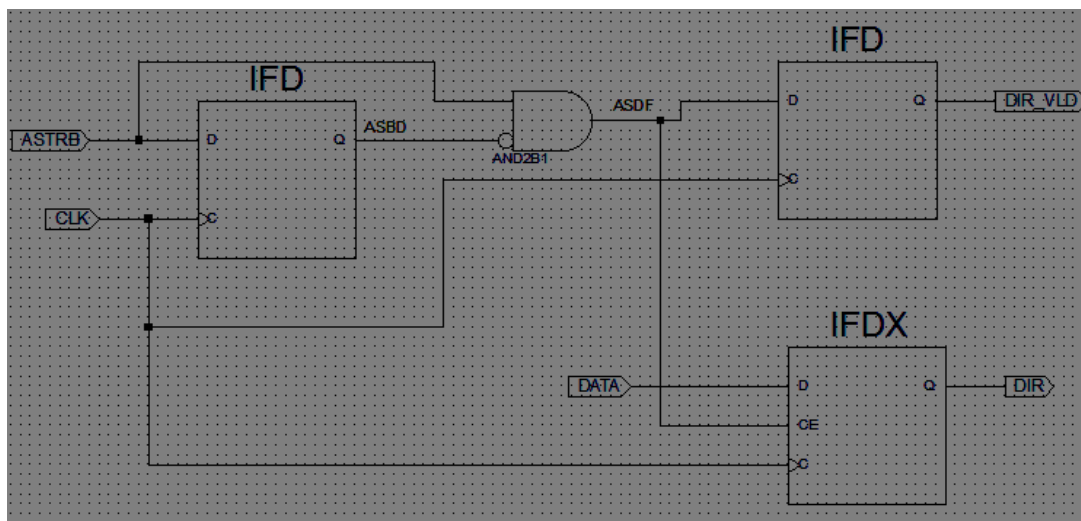 IFD
D
Q
C
ASTRB
CLK
ASBD
AND2B1
ASDF
IFD
D
Q
C
DIR_VLD
IFDX
DATA
D
Q
CE
C
DIR